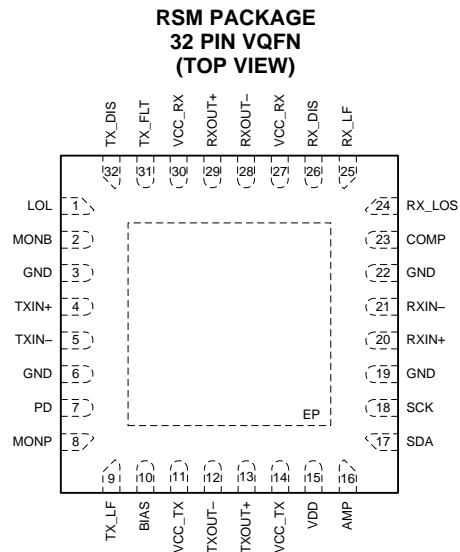 RSM PACKAGE
32 PIN VQFN
(TOP VIEW)
TX_DIS
TX_FLT
VCC_RX
RXOUT+
RXOUT–
VCC_RX
RX_DIS
RX_LF
32 31 30 29 28 27 26 25
LOL 1 24 RX_LOS
MONB 2 23 COMP
GND 3 22 GND
TXIN+ 4 21 RXIN–
TXIN– 5 20 RXIN+
GND 6 19 GND
PD 7 18 SCK
EP
MONP 8 17 SDA
9 10 11 12 13 14 15 16
TX_LF
BIAS
VCC_TX
TXOUT–
TXOUT+
VCC_TX
VDD
AMP